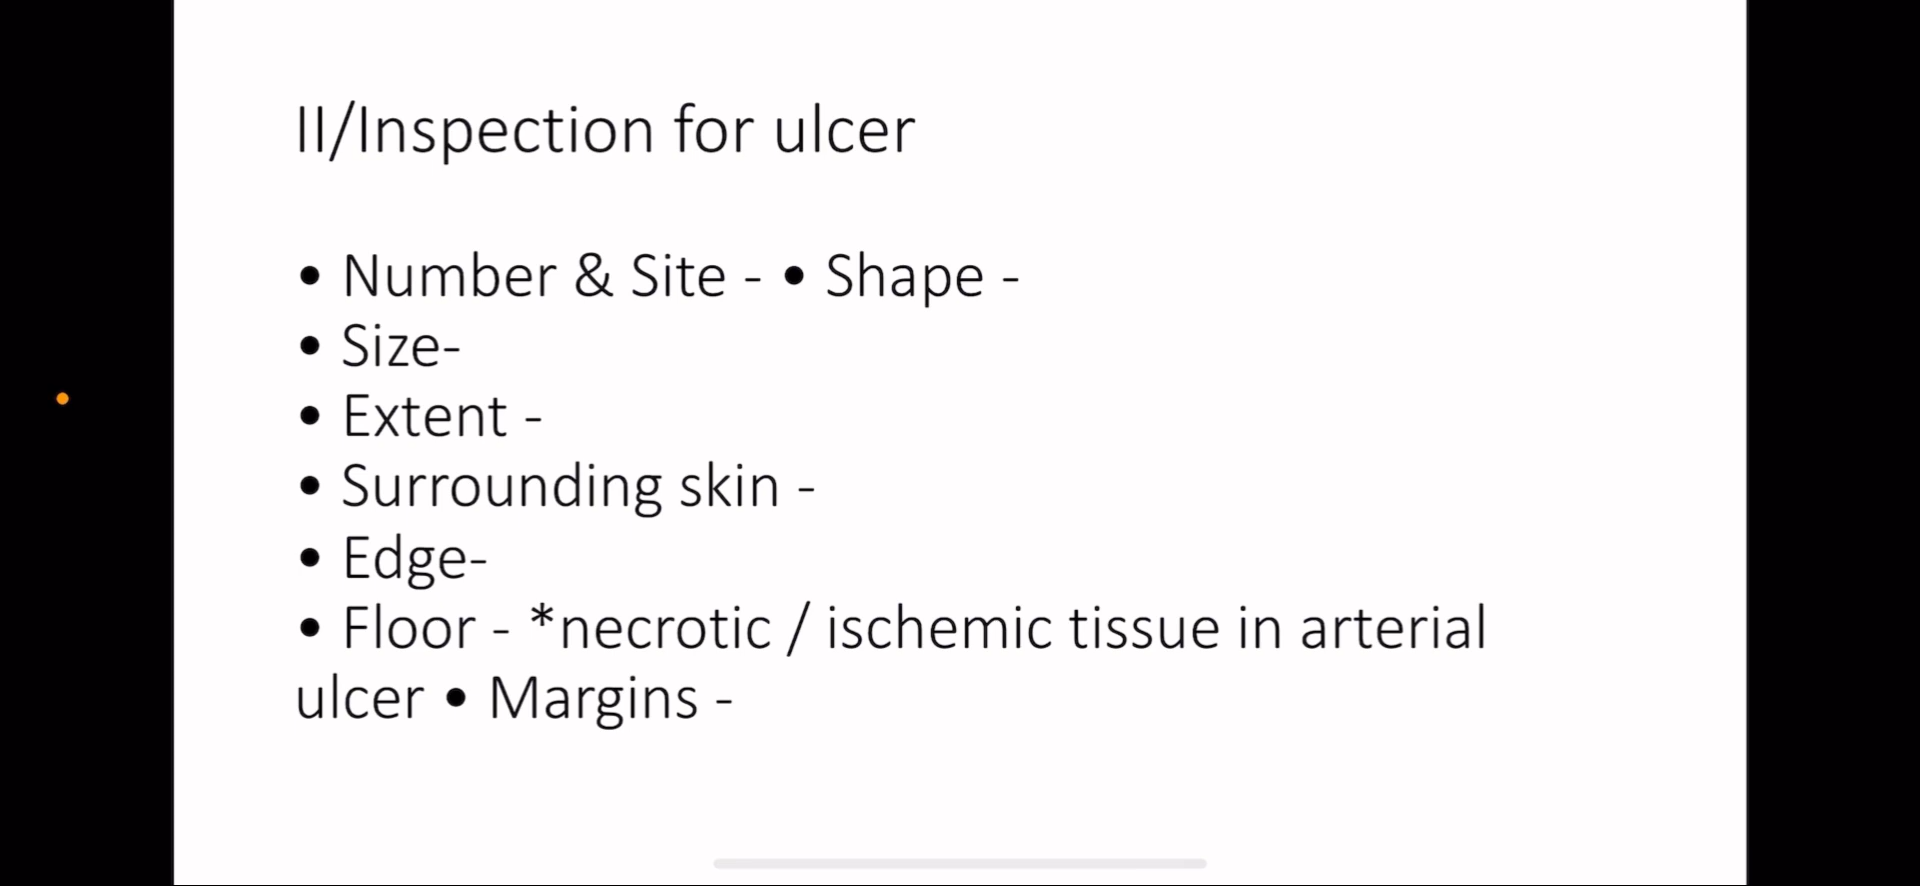 II/Inspection for ulcer
• Number & Site - • Shape -
• Size-
• Extent -
• Surrounding skin -
• Edge-
• Floor - *necrotic / ischemic tissue in arterial
ulcer • Margins -